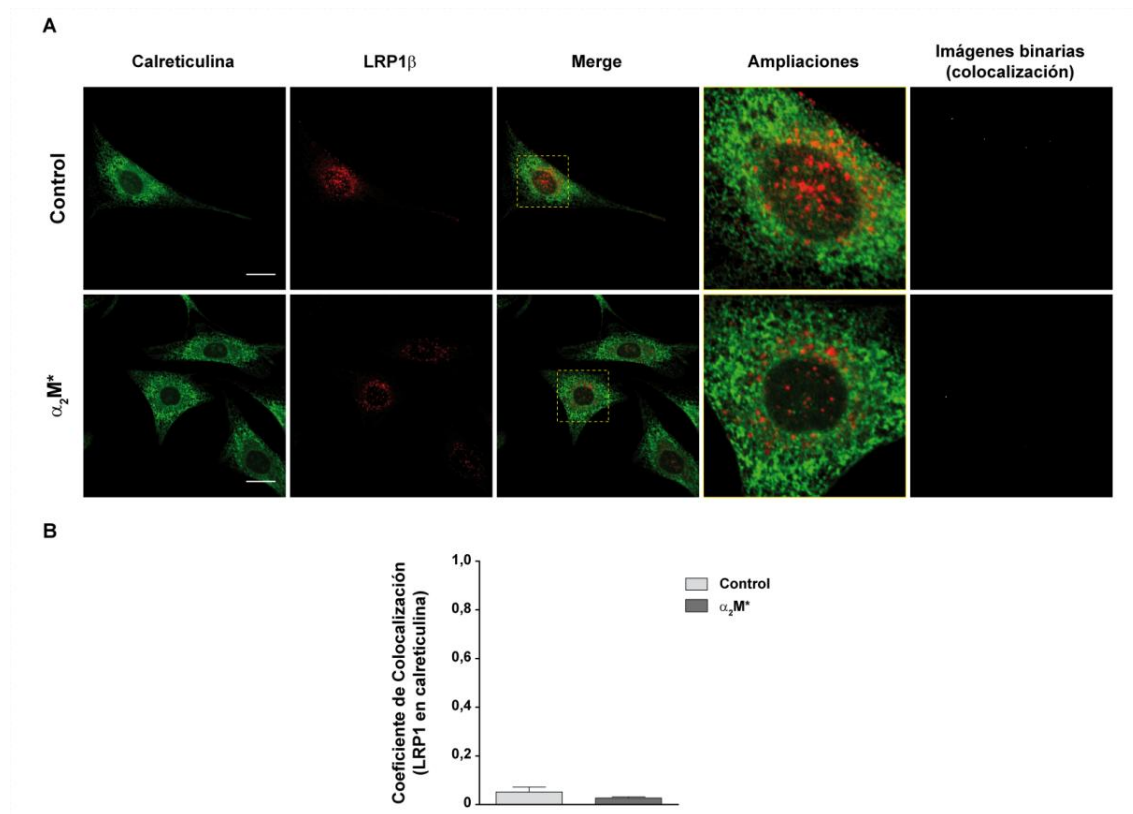 A
Calreticulina
LRP1β
Merge
Ampliaciones
Imágenes binarias
(colocalización)
Control
α₂M*
B
Coeficiente de Colocalización
(LRP1 en calreticulina)
1,0
0,8
0,6
0,4
0,2
0
Control
α₂M*